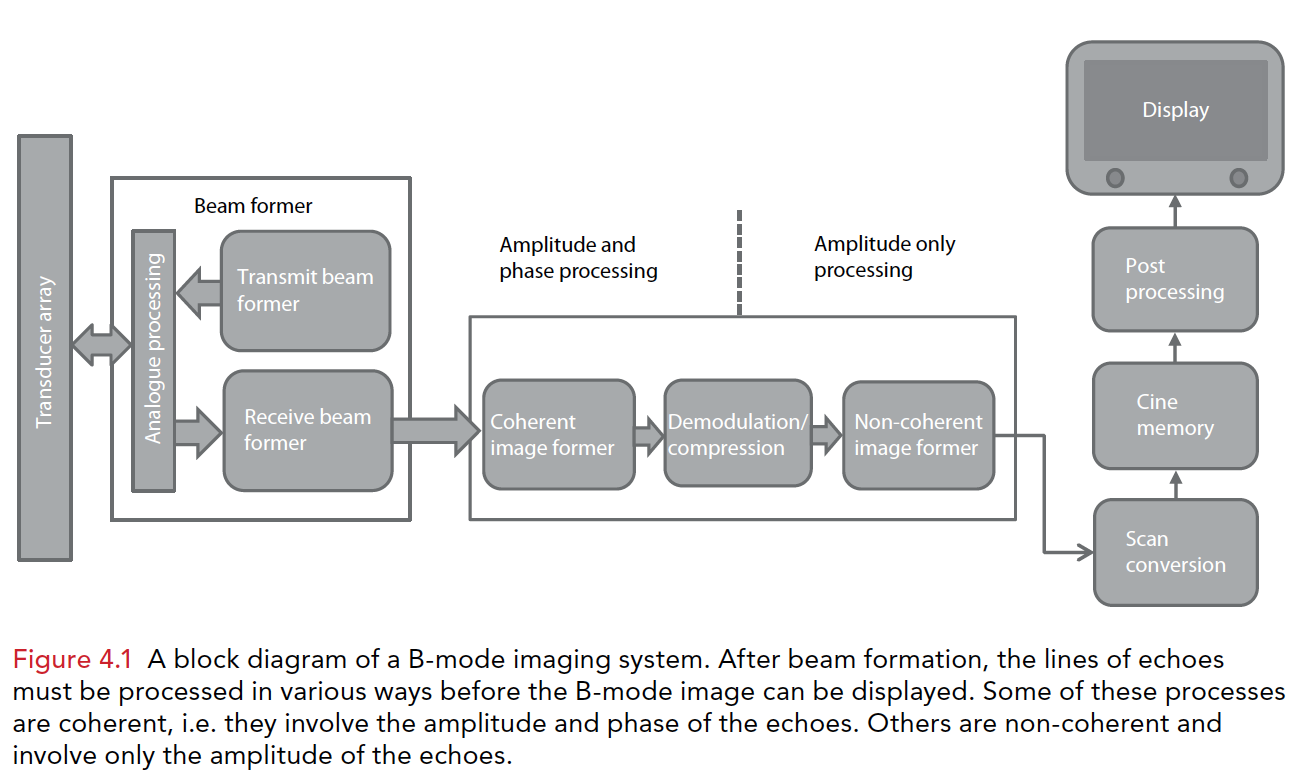 Transducer array
Beam former
Analogue processing
Transmit beam
former
Receive beam
former
Amplitude and
phase processing
Amplitude only
processing
Coherent
image former
Demodulation/
compression
Non-coherent
image former
Scan
conversion
Cine
memory
Post
processing
Display
Figure 4.1 A block diagram of a B-mode imaging system. After beam formation, the lines of echoes
must be processed in various ways before the B-mode image can be displayed. Some of these processes
are coherent, i.e. they involve the amplitude and phase of the echoes. Others are non-coherent and
involve only the amplitude of the echoes.